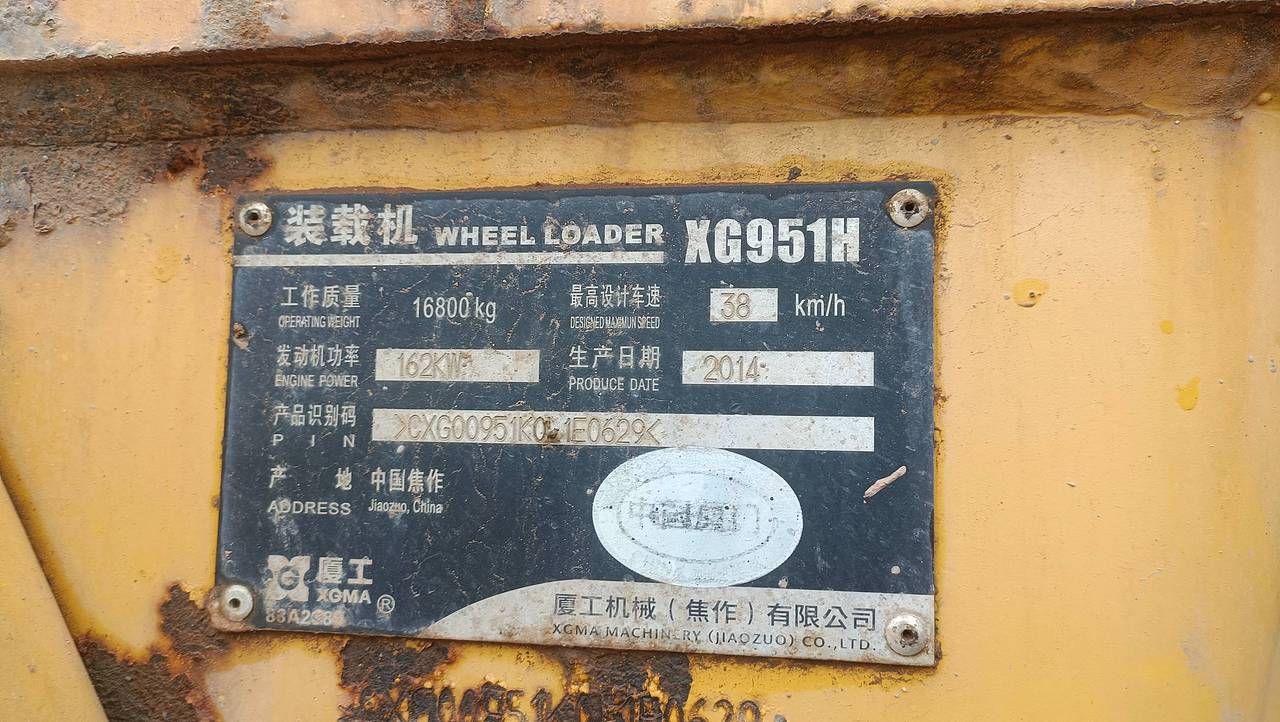 装载机 WHEEL LOADER XG951H
工作质量 16800 kg 最高设计车速 38 km/h
OPERATING WEIGHT DESIGNED MAXIMUN SPEED
发动机功率 162KW 生产日期 2014
ENGINE POWER PRODUCE DATE
产品识别码
PIN
产地 中国焦作
ADDRESS Jiaozuo, China
厦工
XGMA ®
厦工机械（焦作）有限公司
XGMA MACHINERY (JIAOZUO) CO.,LTD.